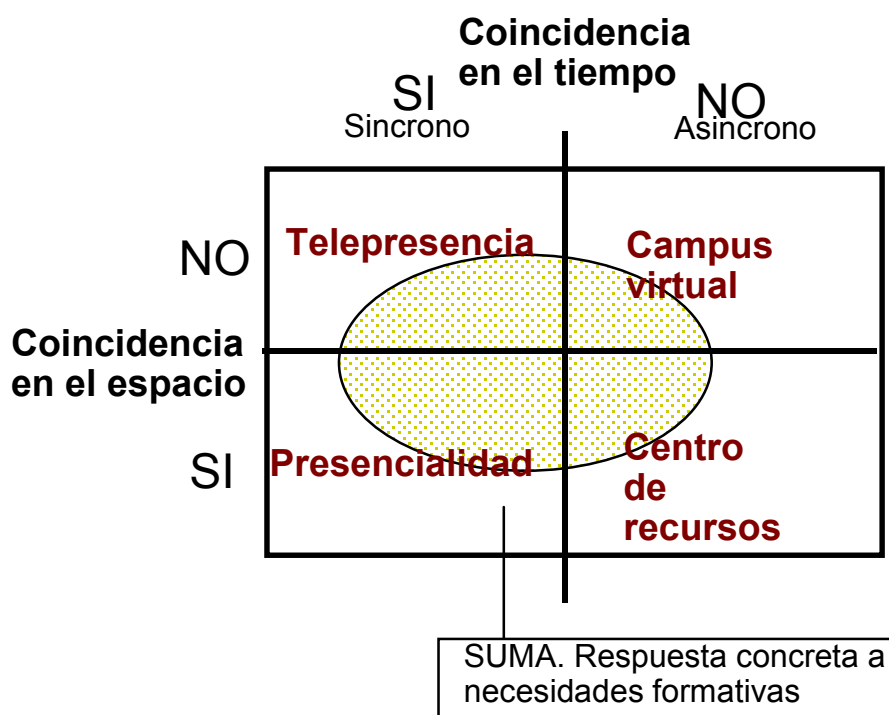 Coincidencia
en el tiempo
SI
NO
Sincrono
Asincrono
NO
Telepresencia
Campus
virtual
Coincidencia
en el espacio
SI
Presencialidad
Centro
de
recursos
SUMA. Respuesta concreta a
necesidades formativas